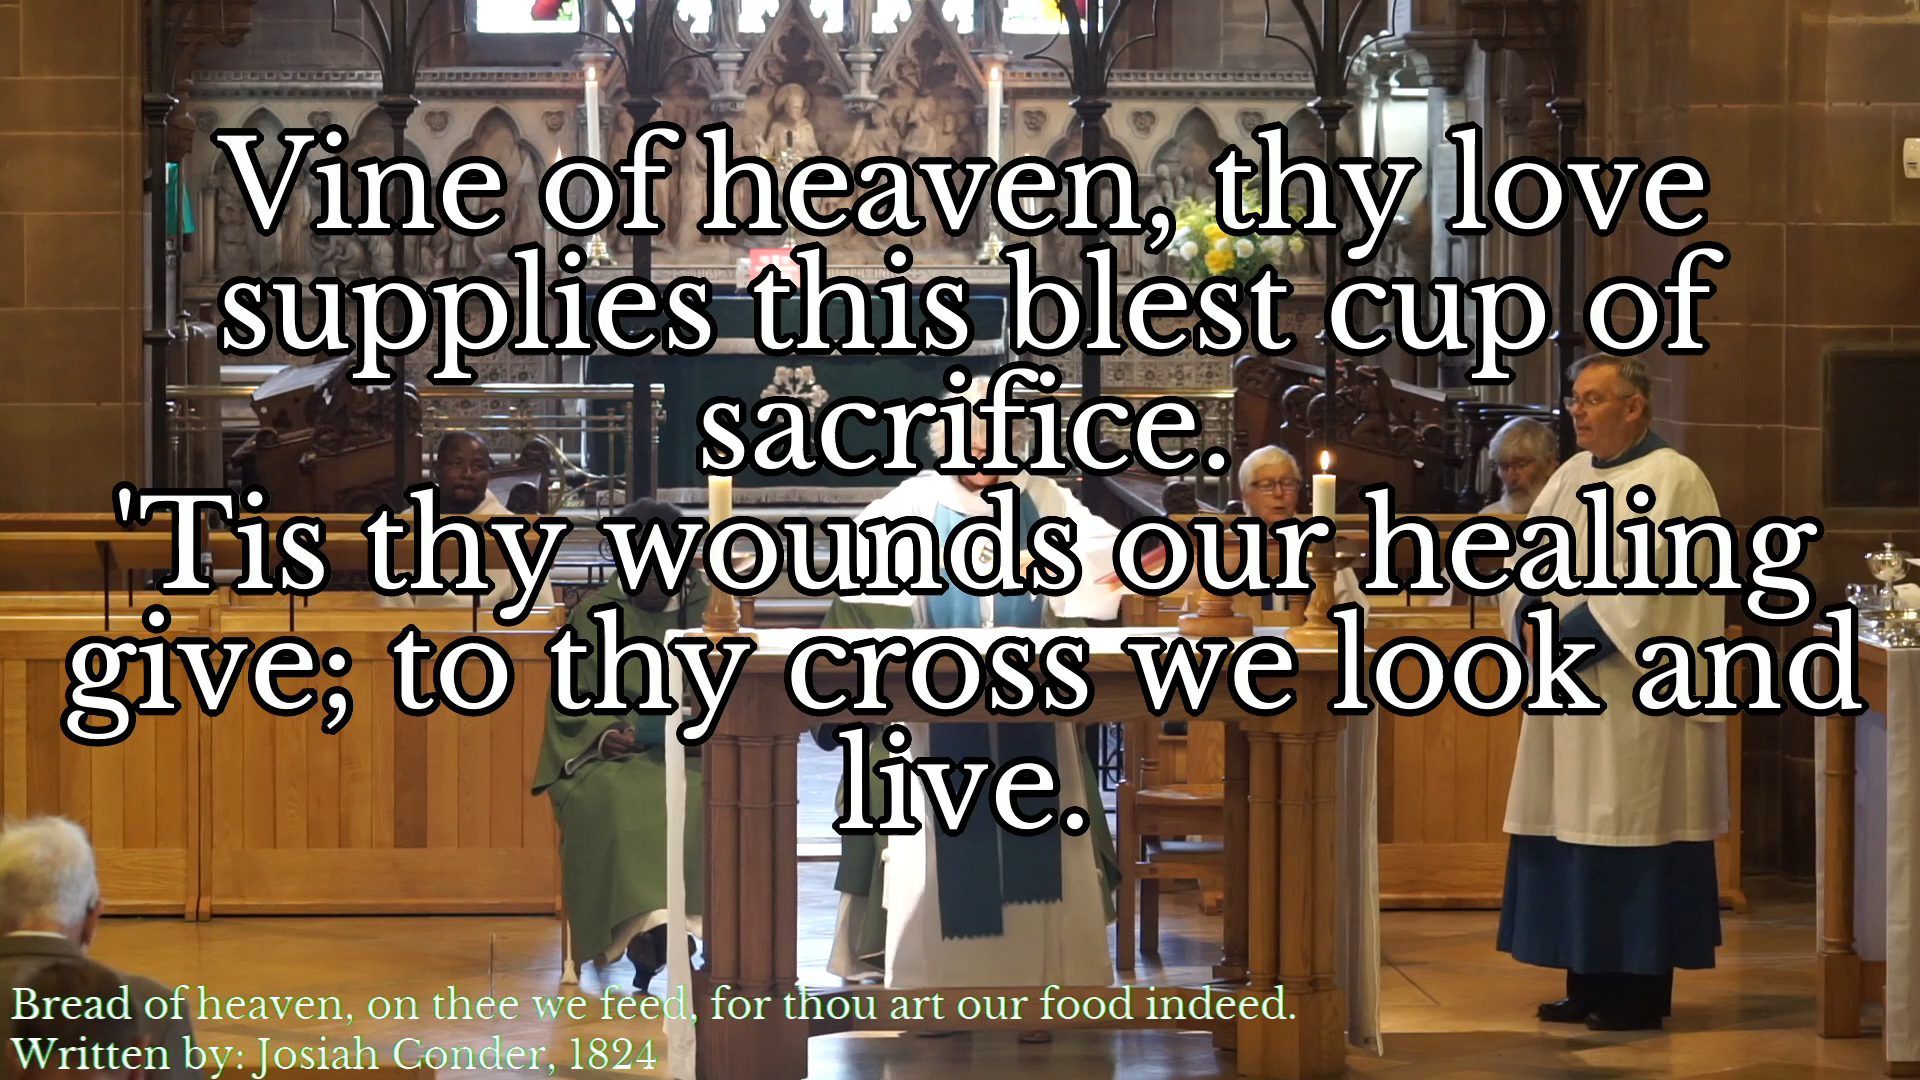 Vine of heaven, thy love
supplies this blest cup of
sacrifice.
'Tis thy wounds our healing
give; to thy cross we look and
live.
Bread of heaven, on thee we feed, for thou art our food indeed.
Written by: Josiah Conder, 1824